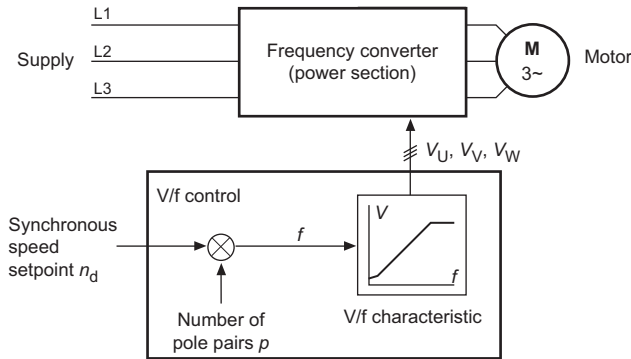 L1
Supply
L2
L3
Frequency converter
(power section)
M
3~
Motor
V_U, V_V, V_W
V/f control
Synchronous
speed
setpoint n_d
f
V
f
Number of
pole pairs p
V/f characteristic